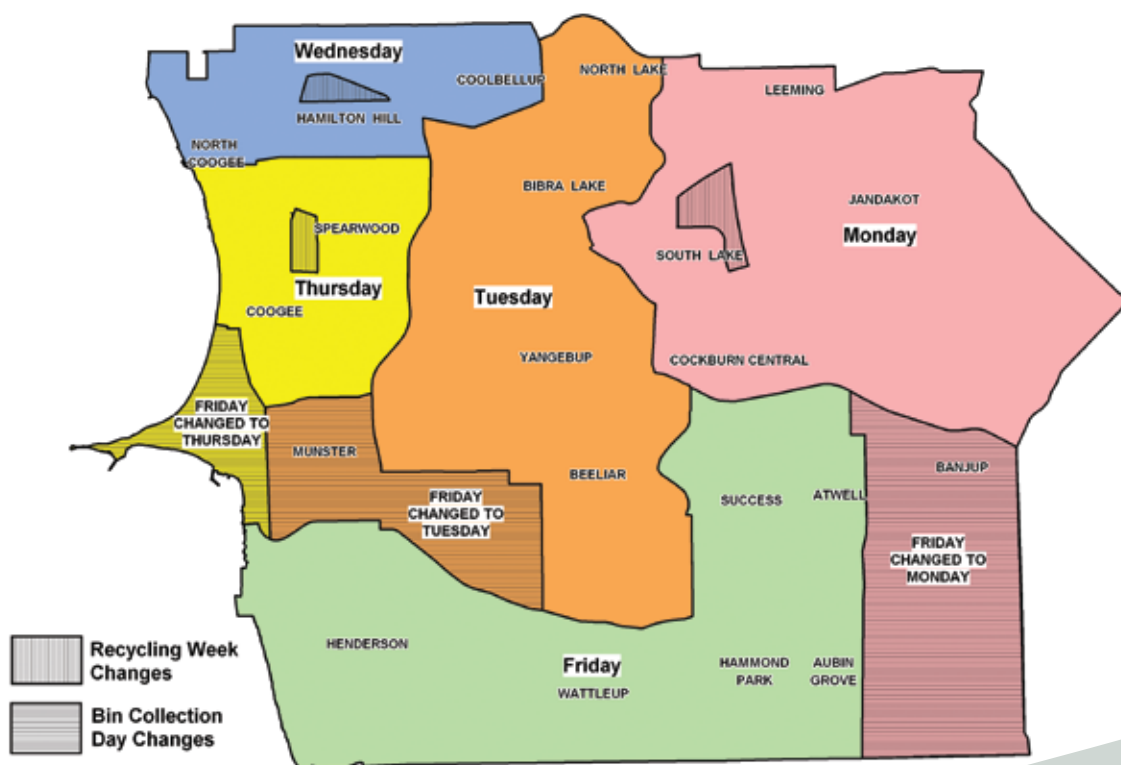 Wednesday
COOLBELLUP
NORTH LAKE
LEEMING
HAMILTON HILL
NORTH
COOGEE
BIBRA LAKE
JANDAKOT
SPEARWOOD
Monday
SOUTH LAKE
Thursday
Tuesday
COOGEE
YANGEBUP
COCKBURN CENTRAL
FRIDAY
CHANGED TO
THURSDAY
MUNSTER
BEELIAR
BANJUP
FRIDAY
CHANGED TO
TUESDAY
SUCCESS
ATWELL
FRIDAY
CHANGED TO
MONDAY
HENDERSON
Friday
WATTLEUP
HAMMOND
PARK
AUBIN
GROVE
Recycling Week
Changes
Bin Collection
Day Changes